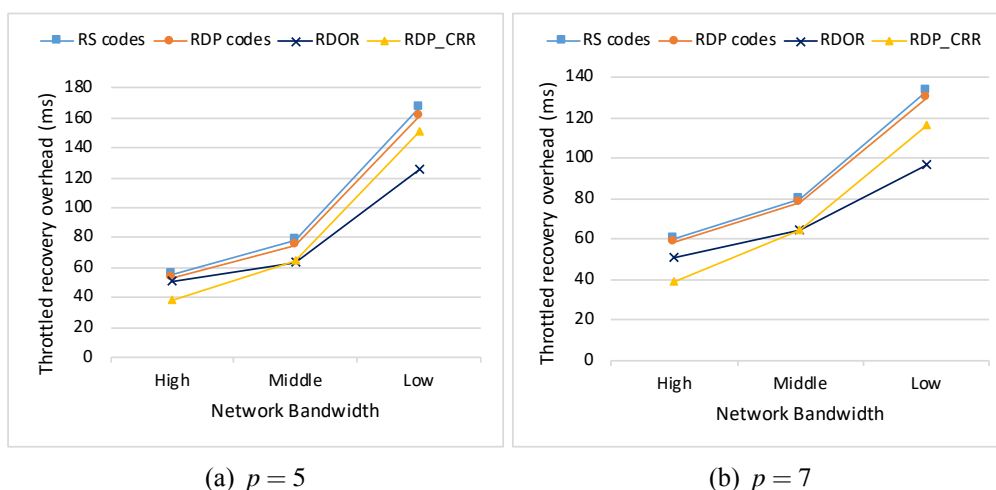 RS codes RDP codes RDOR RDP_CRR
Throttled recovery overhead (ms)
180
160
140
120
100
80
60
40
20
0
High Middle Low
Network Bandwidth
(a) p = 5
RS codes RDP codes RDOR RDP_CRR
Throttled recovery overhead (ms)
140
120
100
80
60
40
20
0
High Middle Low
Network Bandwidth
(b) p = 7